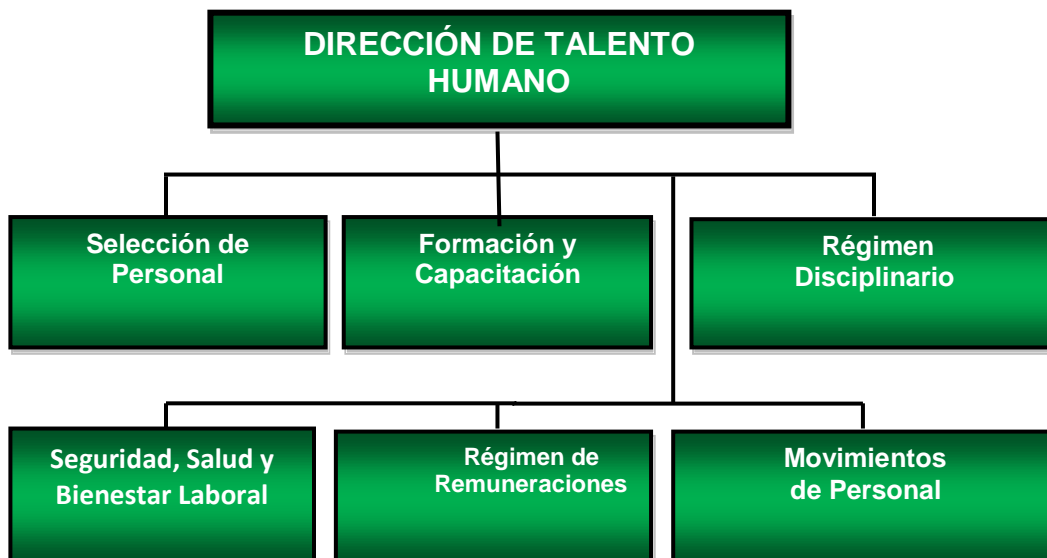 DIRECCIÓN DE TALENTO
HUMANO
Selección de
Personal
Formación y
Capacitación
Régimen
Disciplinario
Seguridad, Salud y
Bienestar Laboral
Régimen de
Remuneraciones
Movimientos
de Personal